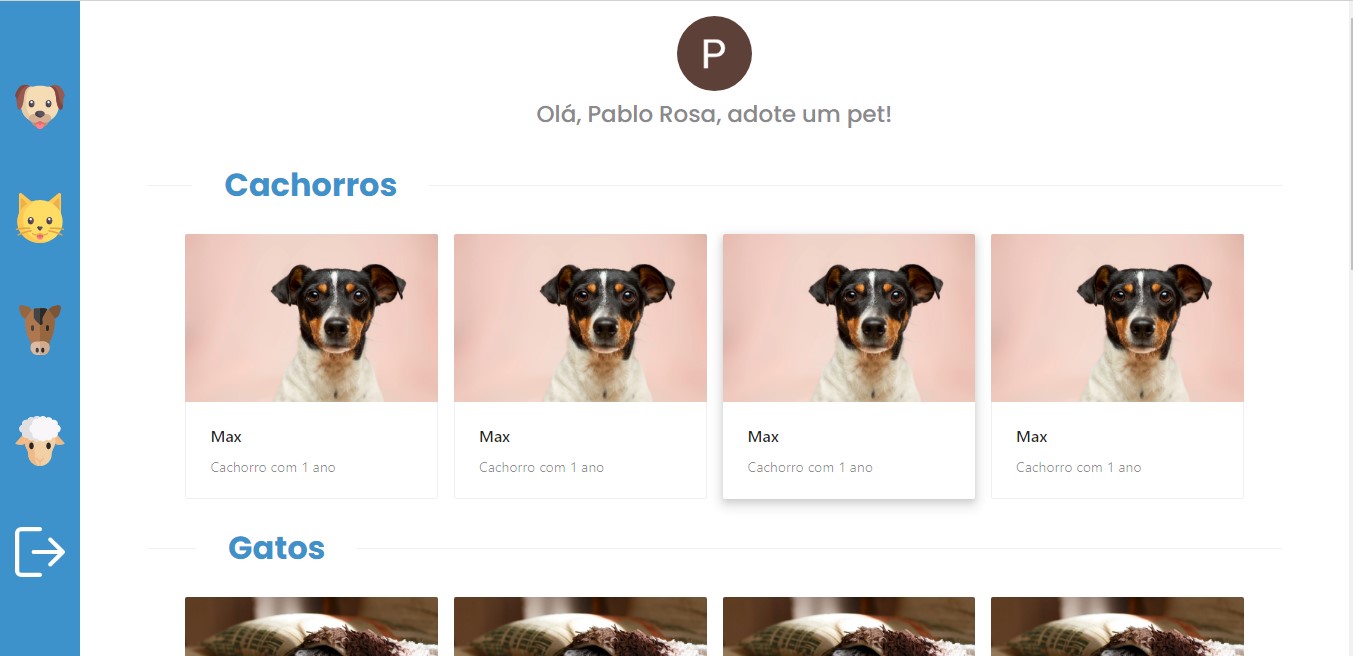 P
Olá, Pablo Rosa, adote um pet!
Cachorros
Max
Cachorro com 1 ano
Max
Cachorro com 1 ano
Max
Cachorro com 1 ano
Max
Cachorro com 1 ano
Gatos